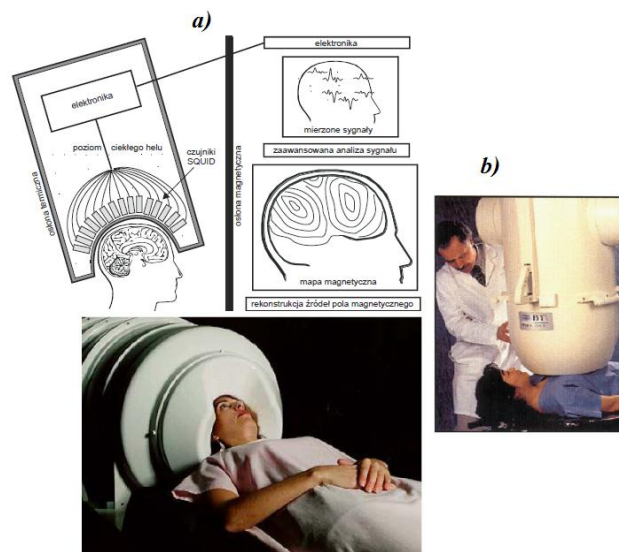 a)
elektronika
elektronika
mierzone sygnały
poziom ciekłego helu
czujniki
SQUID
osłona termiczna
osłona magnetyczna
zaawansowana analiza sygnału
b)
mapa magnetyczna
rekonstrukcja źródeł pola magnetycznego